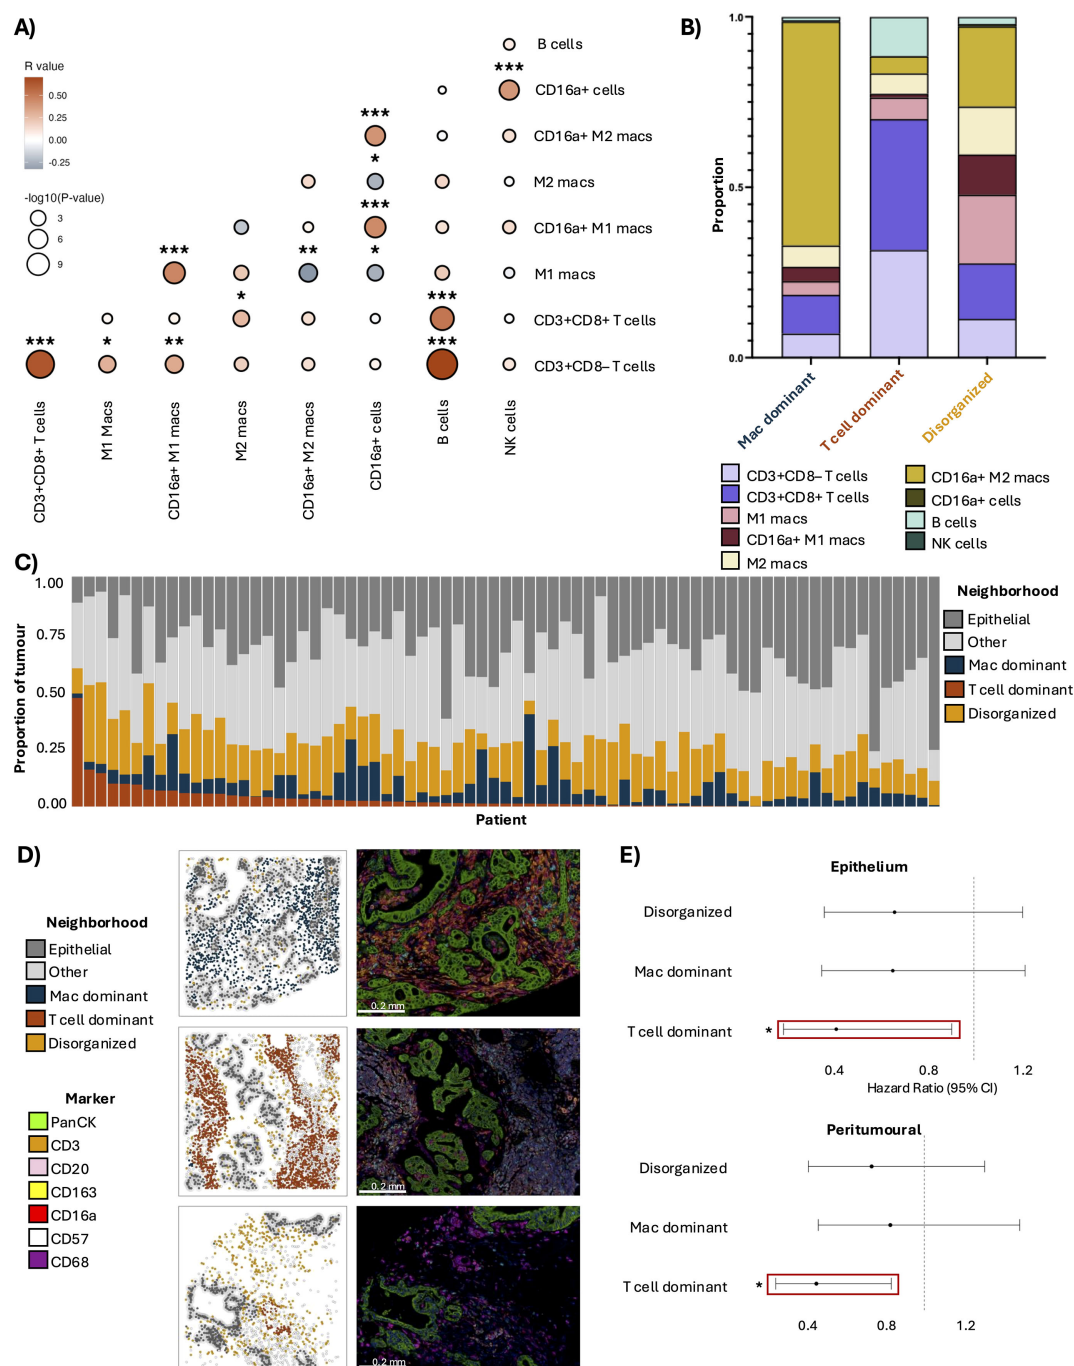 A)
R value
0.50
0.25
0.00
-0.25
-log10(P-value)
3
6
9
B cells
***
CD16a+ cells
***
CD16a+ M2 macs
*
M2 macs
***
CD16a+ M1 macs
*** ** *
M1 macs
* ***
CD3+CD8+ T cells
*** * ** ***
CD3+CD8– T cells
CD3+CD8+ T cells
M1 Macs
CD16a+ M1 macs
M2 macs
CD16a+ M2 macs
CD16a+ cells
B cells
NK cells
B)
Proportion
1.0
0.5
0.0
Mac dominant
T cell dominant
Disorganized
CD3+CD8– T cells
CD3+CD8+ T cells
M1 macs
CD16a+ M1 macs
M2 macs
CD16a+ M2 macs
CD16a+ cells
B cells
NK cells
C)
Proportion of tumour
1.00
0.75
0.50
0.25
0.00
Patient
Neighborhood
Epithelial
Other
Mac dominant
T cell dominant
Disorganized
D)
Neighborhood
Epithelial
Other
Mac dominant
T cell dominant
Disorganized
Marker
PanCK
CD3
CD20
CD163
CD16a
CD57
CD68
0.2 mm
0.2 mm
0.2 mm
E)
Epithelium
Disorganized
Mac dominant
T cell dominant
*
0.4 0.8 1.2
Hazard Ratio (95% CI)
Peritumoural
Disorganized
Mac dominant
T cell dominant
*
0.4 0.8 1.2